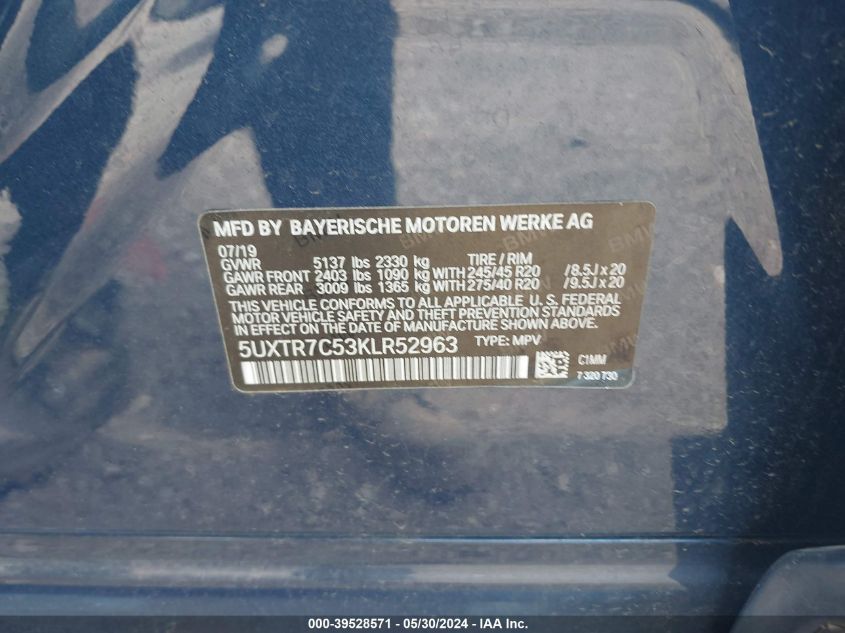 MFD BY BAYERISCHE MOTOREN WERKE AG
07/19
GVWR 5137 lbs 2330 kg TIRE / RIM
GAWR FRONT 2403 lbs 1090 kg WITH 245/45 R20 /8.5J x 20
GAWR REAR 3009 lbs 1365 kg WITH 275/40 R20 /9.5J x 20
THIS VEHICLE CONFORMS TO ALL APPLICABLE U. S. FEDERAL
MOTOR VEHICLE SAFETY AND THEFT PREVENTION STANDARDS
IN EFFECT ON THE DATE OF MANUFACTURE SHOWN ABOVE.
5UXTR7C53KLR52963 TYPE: MPV
C1MM
7 320 730
000-39528571 - 05/30/2024 - IAA Inc.